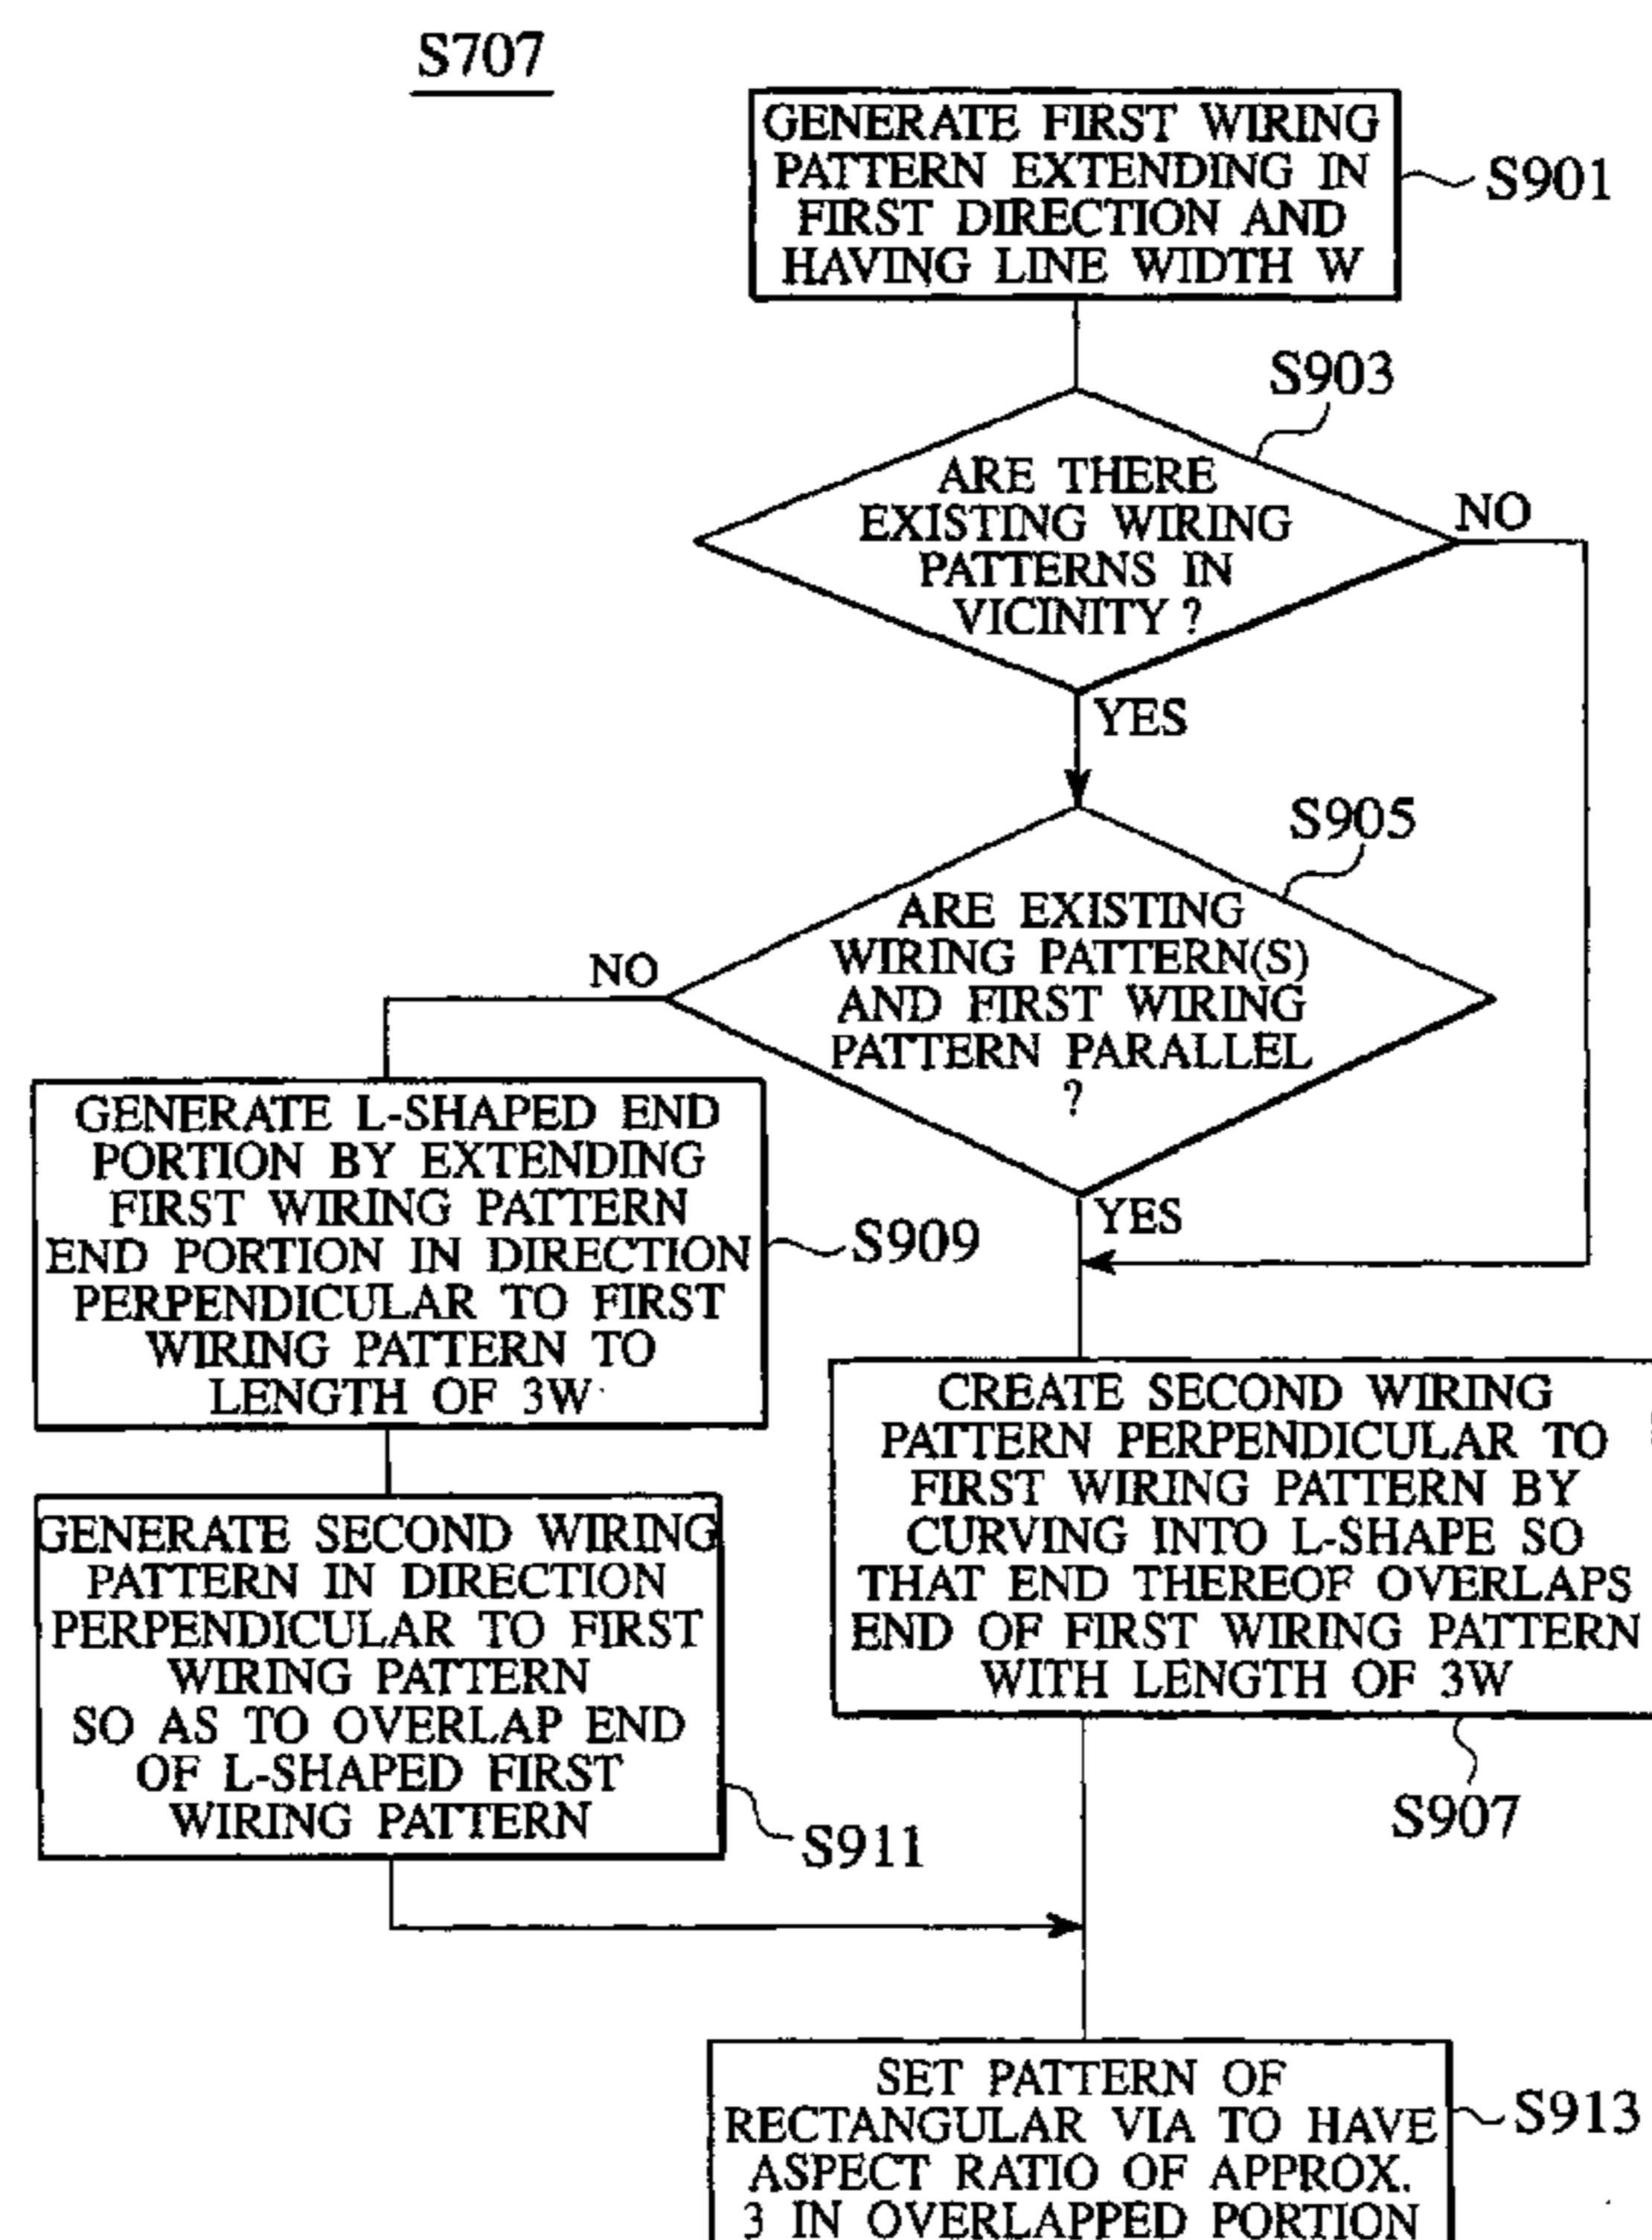 S707
GENERATE FIRST WIRING
PATTERN EXTENDING IN
FIRST DIRECTION AND
HAVING LINE WIDTH W
S901
S903
ARE THERE
EXISTING WIRING
PATTERNS IN
VICINITY ?
NO
YES
S905
ARE EXISTING
WIRING PATTERN(S)
AND FIRST WIRING
PATTERN PARALLEL
?
NO
YES
GENERATE L-SHAPED END
PORTION BY EXTENDING
FIRST WIRING PATTERN
END PORTION IN DIRECTION
PERPENDICULAR TO FIRST
WIRING PATTERN TO
LENGTH OF 3W
S909
CREATE SECOND WIRING
PATTERN PERPENDICULAR TO
FIRST WIRING PATTERN BY
CURVING INTO L-SHAPE SO
THAT END THEREOF OVERLAPS
END OF FIRST WIRING PATTERN
WITH LENGTH OF 3W
S907
GENERATE SECOND WIRING
PATTERN IN DIRECTION
PERPENDICULAR TO FIRST
WIRING PATTERN
SO AS TO OVERLAP END
OF L-SHAPED FIRST
WIRING PATTERN
S911
SET PATTERN OF
RECTANGULAR VIA TO HAVE
ASPECT RATIO OF APPROX.
3 IN OVERLAPPED PORTION
S913